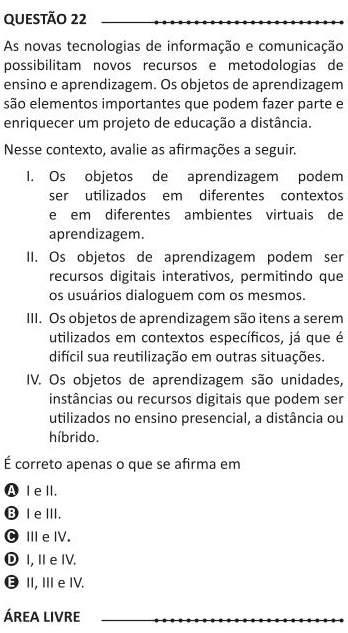 QUESTÃO 22
As novas tecnologias de informação e comunicação
possibilitam novos recursos e metodologias de
ensino e aprendizagem. Os objetos de aprendizagem
são elementos importantes que podem fazer parte e
enriquecer um projeto de educação a distância.
Nesse contexto, avalie as afirmações a seguir.
I. Os objetos de aprendizagem podem
ser utilizados em diferentes contextos
e em diferentes ambientes virtuais de
aprendizagem.
II. Os objetos de aprendizagem podem ser
recursos digitais interativos, permitindo que
os usuários dialoguem com os mesmos.
III. Os objetos de aprendizagem são itens a serem
utilizados em contextos específicos, já que é
difícil sua reutilização em outras situações.
IV. Os objetos de aprendizagem são unidades,
instâncias ou recursos digitais que podem ser
utilizados no ensino presencial, a distância ou
híbrido.
É correto apenas o que se afirma em
A I e II.
B I e III.
C III e IV.
D I, II e IV.
E II, III e IV.
ÁREA LIVRE